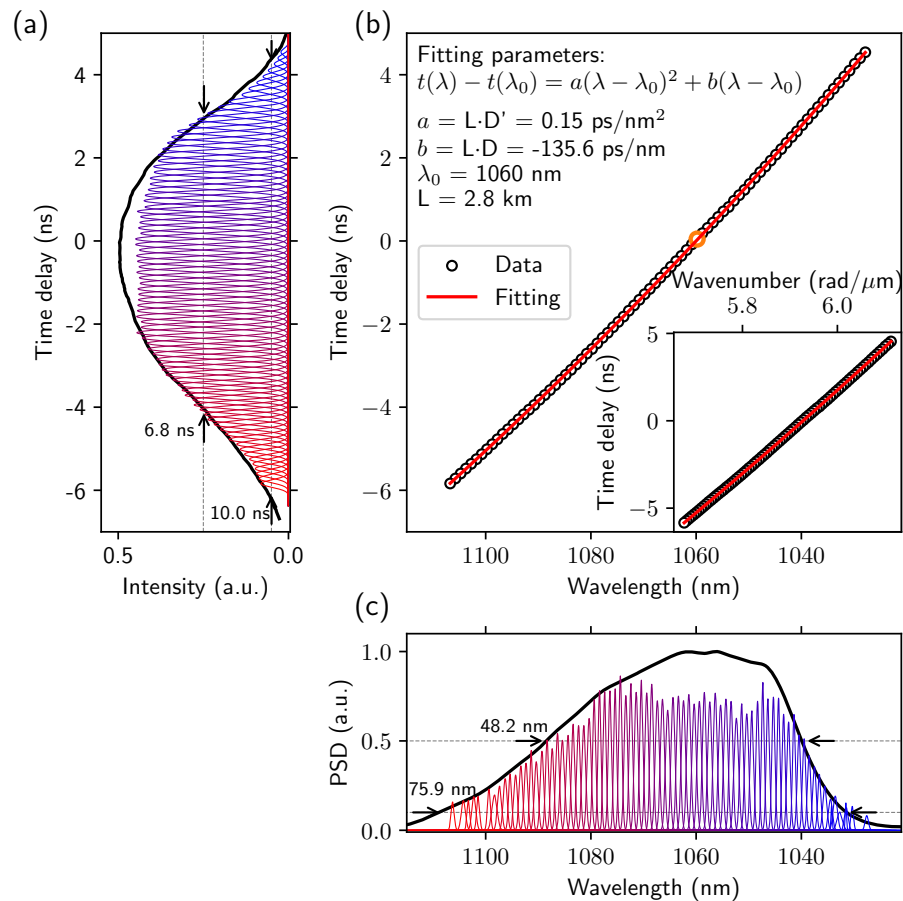 (a)
Time delay (ns)
4
2
0
−2
-4
-6
6.8 ns
10.0 ns
0.5
0.0
Intensity (a.u.)
(b)
Time delay (ns)
4
2
0
−2
−4
−6
Fitting parameters:
t(λ) − t(λ₀) = a(λ − λ₀)² + b(λ − λ₀)
a = L·D' = 0.15 ps/nm²
b = L·D = -135.6 ps/nm
λ₀ = 1060 nm
L = 2.8 km
Data
Fitting
Wavenumber (rad/μm)
5.8
6.0
Time delay (ns)
5
0
−5
1100
1080
1060
1040
Wavelength (nm)
(c)
PSD (a.u.)
1.0
0.5
0.0
48.2 nm
75.9 nm
1100
1080
1060
1040
Wavelength (nm)